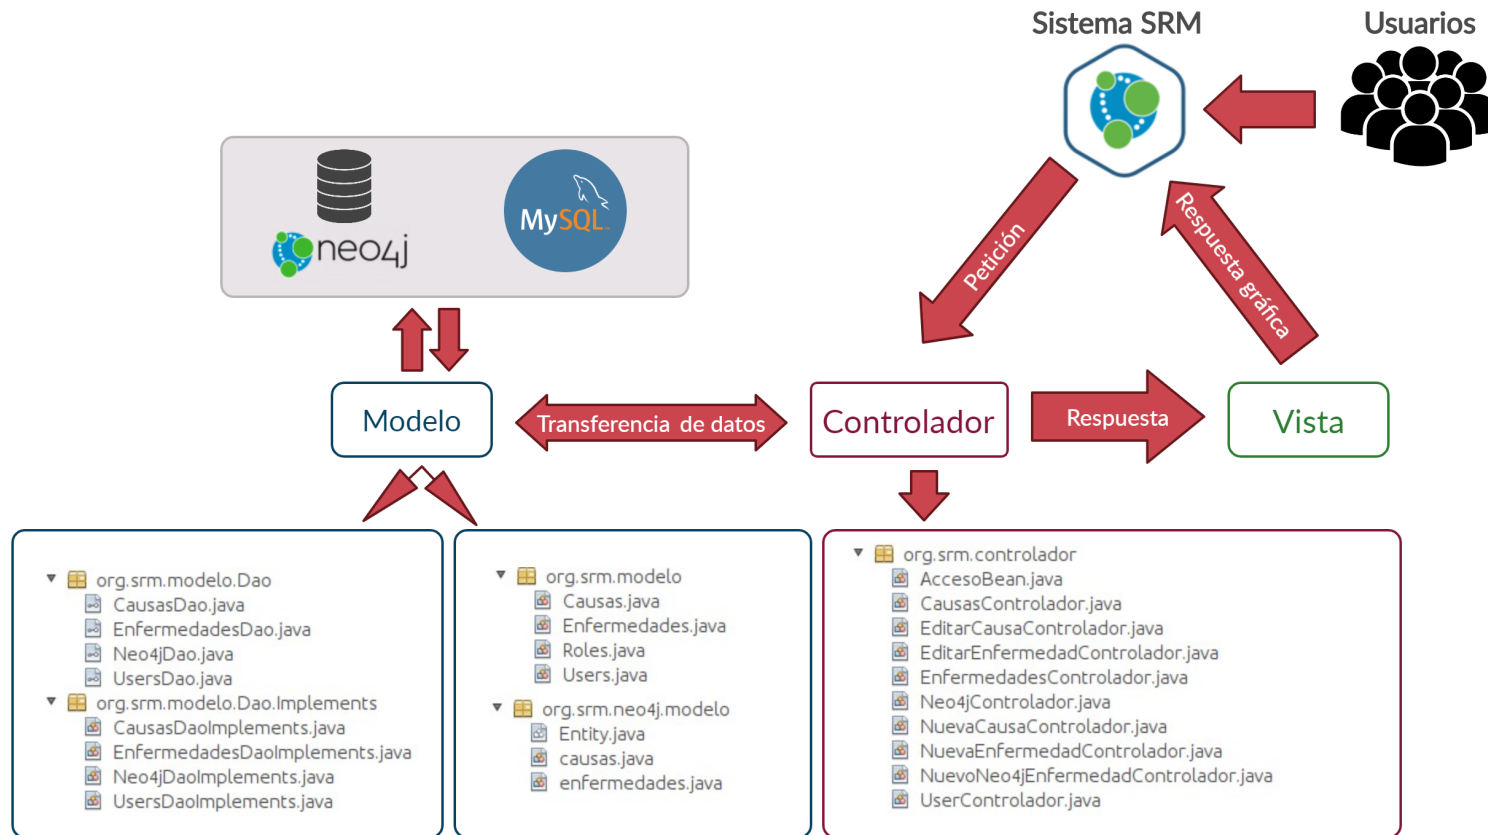 Sistema SRM
Usuarios
neo4j
MySQL
Petición
Respuesta gráfica
Modelo
Transferencia de datos
Controlador
Respuesta
Vista
org.srm.modelo.Dao
CausasDao.java
EnfermedadesDao.java
Neo4jDao.java
UsersDao.java
org.srm.modelo.Dao.Implements
CausasDaoImplements.java
EnfermedadesDaoImplements.java
Neo4jDaoImplements.java
UsersDaoImplements.java
org.srm.modelo
Causas.java
Enfermedades.java
Roles.java
Users.java
org.srm.neo4j.modelo
Entity.java
causas.java
enfermedades.java
org.srm.controlador
AccesoBean.java
CausasControlador.java
EditarCausaControlador.java
EditarEnfermedadControlador.java
EnfermedadesControlador.java
Neo4jControlador.java
NuevaCausaControlador.java
NuevaEnfermedadControlador.java
NuevoNeo4jEnfermedadControlador.java
UserControlador.java